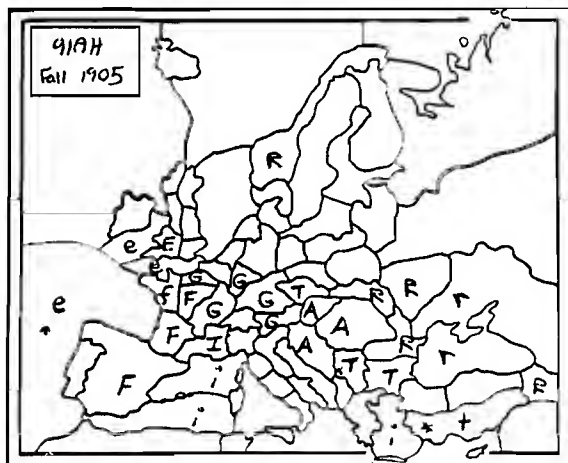 91AH
Fall 1905
R
e E
e G G
e f F G G T R R r
A A
F I G A R r
T T R
F i
i i * t